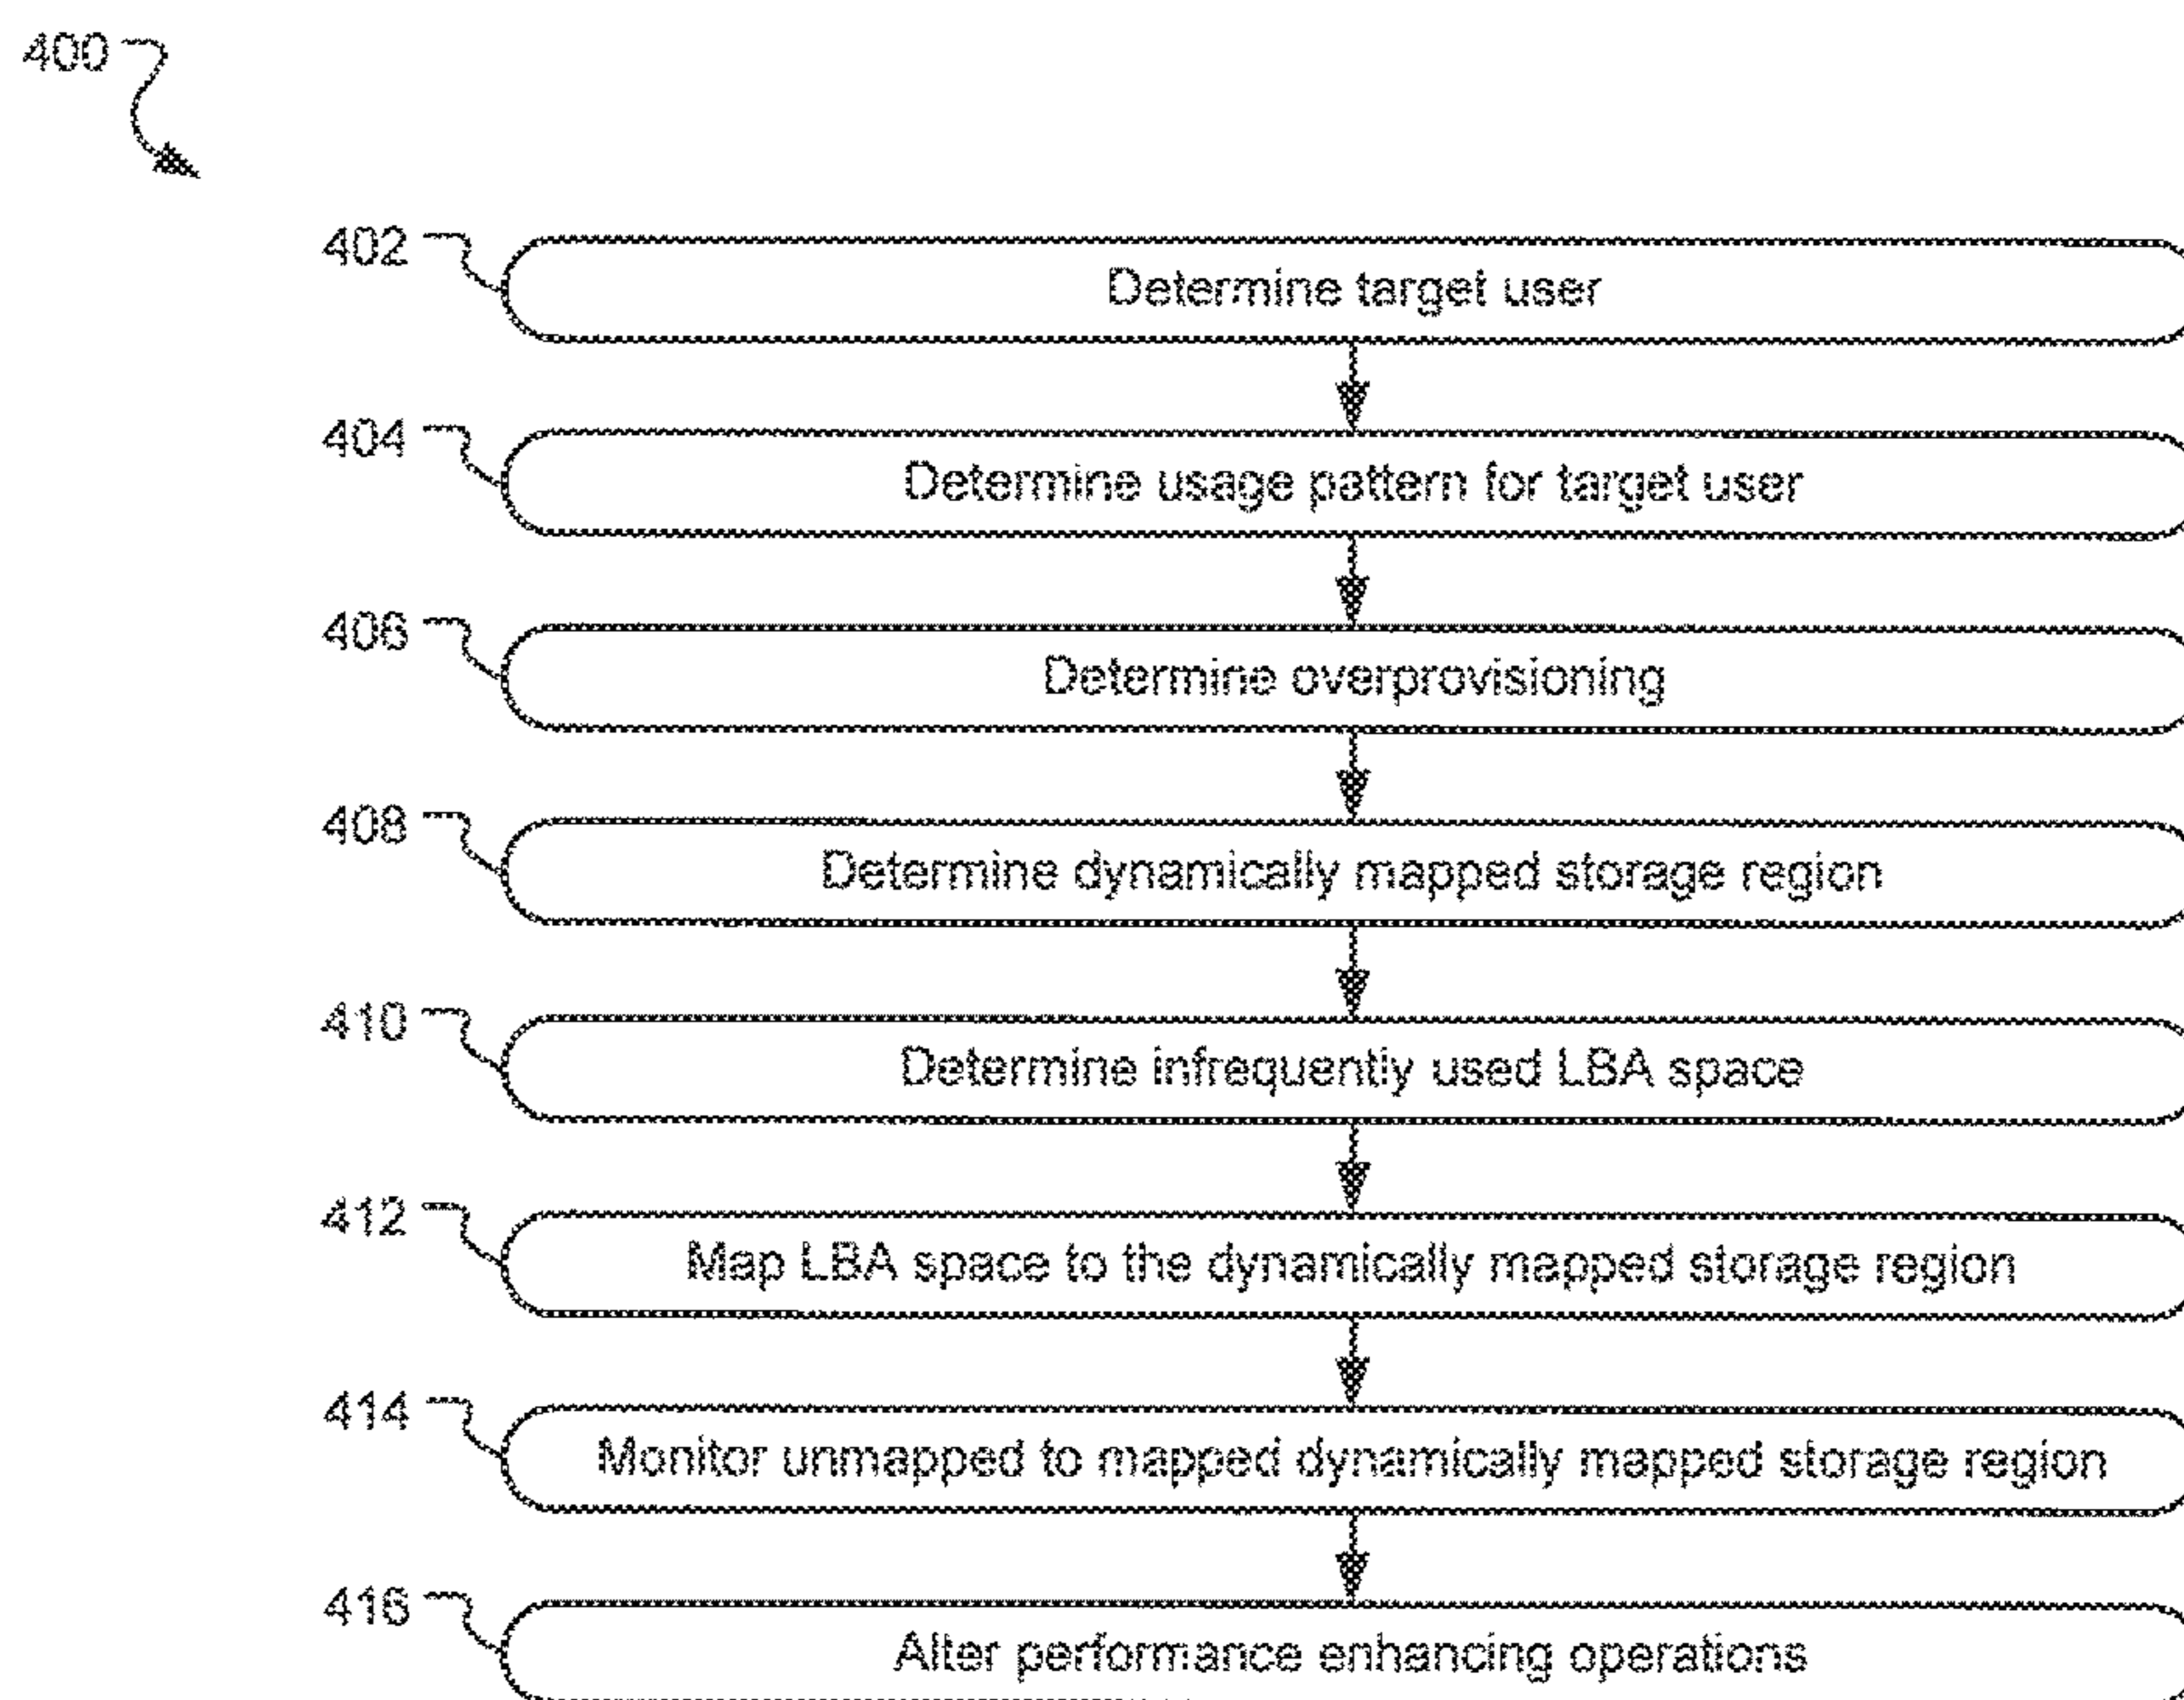 400
402
Determine target user
404
Determine usage pattern for target user
406
Determine overprovisioning
408
Determine dynamically mapped storage region
410
Determine infrequently used LBA space
412
Map LBA space to the dynamically mapped storage region
414
Monitor unmapped to mapped dynamically mapped storage region
416
Alter performance enhancing operations